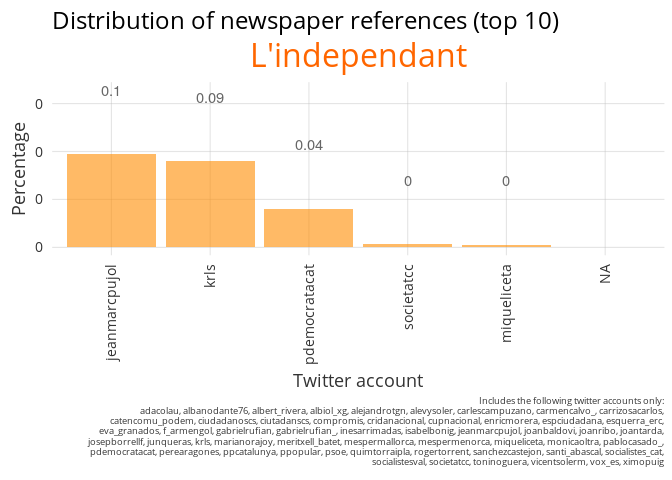 Distribution of newspaper references (top 10)
L'independant
0.1
0.09
0.04
0
0
0
0
0
0
Percentage
jeanmarcpujol
krls
pdemocratacat
societatcc
miqueliceta
NA
Twitter account
Includes the following twitter accounts only:
adacolau, albanodante76, albert_rivera, albiol_xg, alejandrotgn, alevysoler, carlescampuzano, carmencalvo_, carrizosacarlos,
catencomu_podem, ciudadanoscs, ciutadanscs, compromis, cridanacional, cupnacional, enricmorera, espciudadana, esquerra_erc,
eva_granados, f_armengol, gabrielrufian, gabrielrufian_, inesarrimadas, isabelbonig, jeanmarcpujol, joanbaldovi, joanribo, joantarda,
josepborrellf, junqueras, krls, marianorajoy, meritxell_batet, mespermallorca, mespermenorca, miqueliceta, monicaoltra, pablocasado_,
pdemocratacat, perearagones, ppcatalunya, ppopular, psoe, quimtorraipla, rogertorrent, sanchezcastejon, santi_abascal, socialistes_cat,
socialistesval, societatcc, toninoguera, vicentsolerm, vox_es, ximopuig